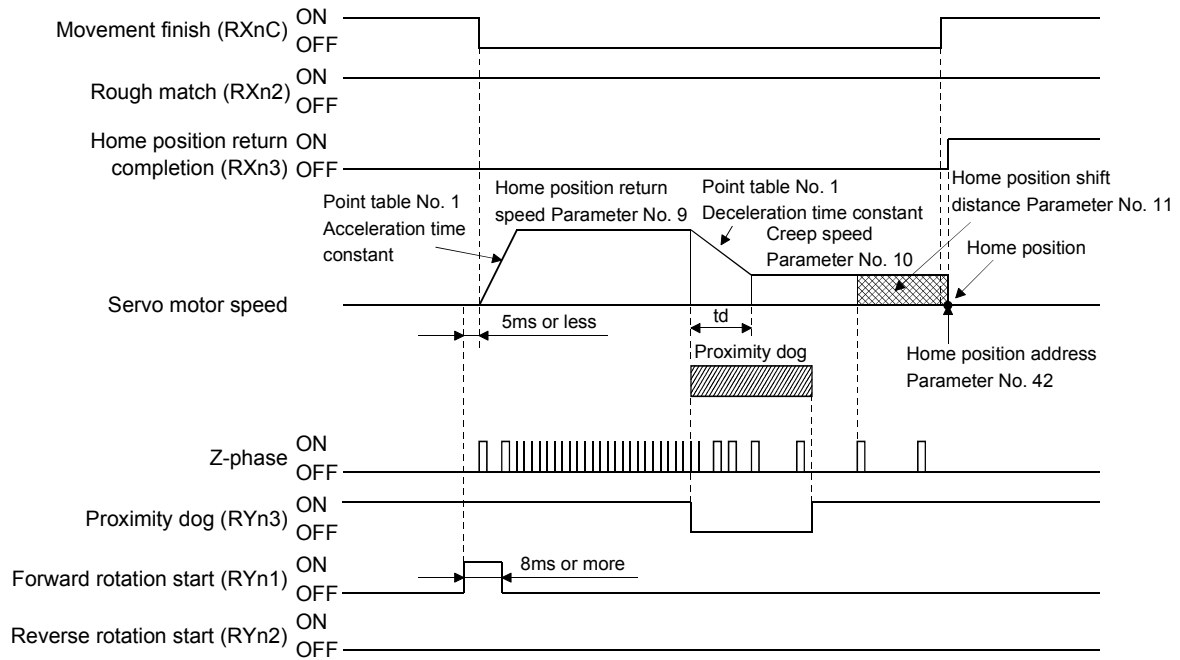 Movement finish (RXnC)
ON
OFF
Rough match (RXn2)
ON
OFF
Home position return
completion (RXn3)
ON
OFF
Point table No. 1
Acceleration time
constant
Home position return
speed Parameter No. 9
Point table No. 1
Deceleration time constant
Creep speed
Parameter No. 10
Home position shift
distance Parameter No. 11
Home position
Servo motor speed
5ms or less
td
Proximity dog
Home position address
Parameter No. 42
Z-phase
ON
OFF
Proximity dog (RYn3)
ON
OFF
Forward rotation start (RYn1)
ON
OFF
8ms or more
Reverse rotation start (RYn2)
ON
OFF